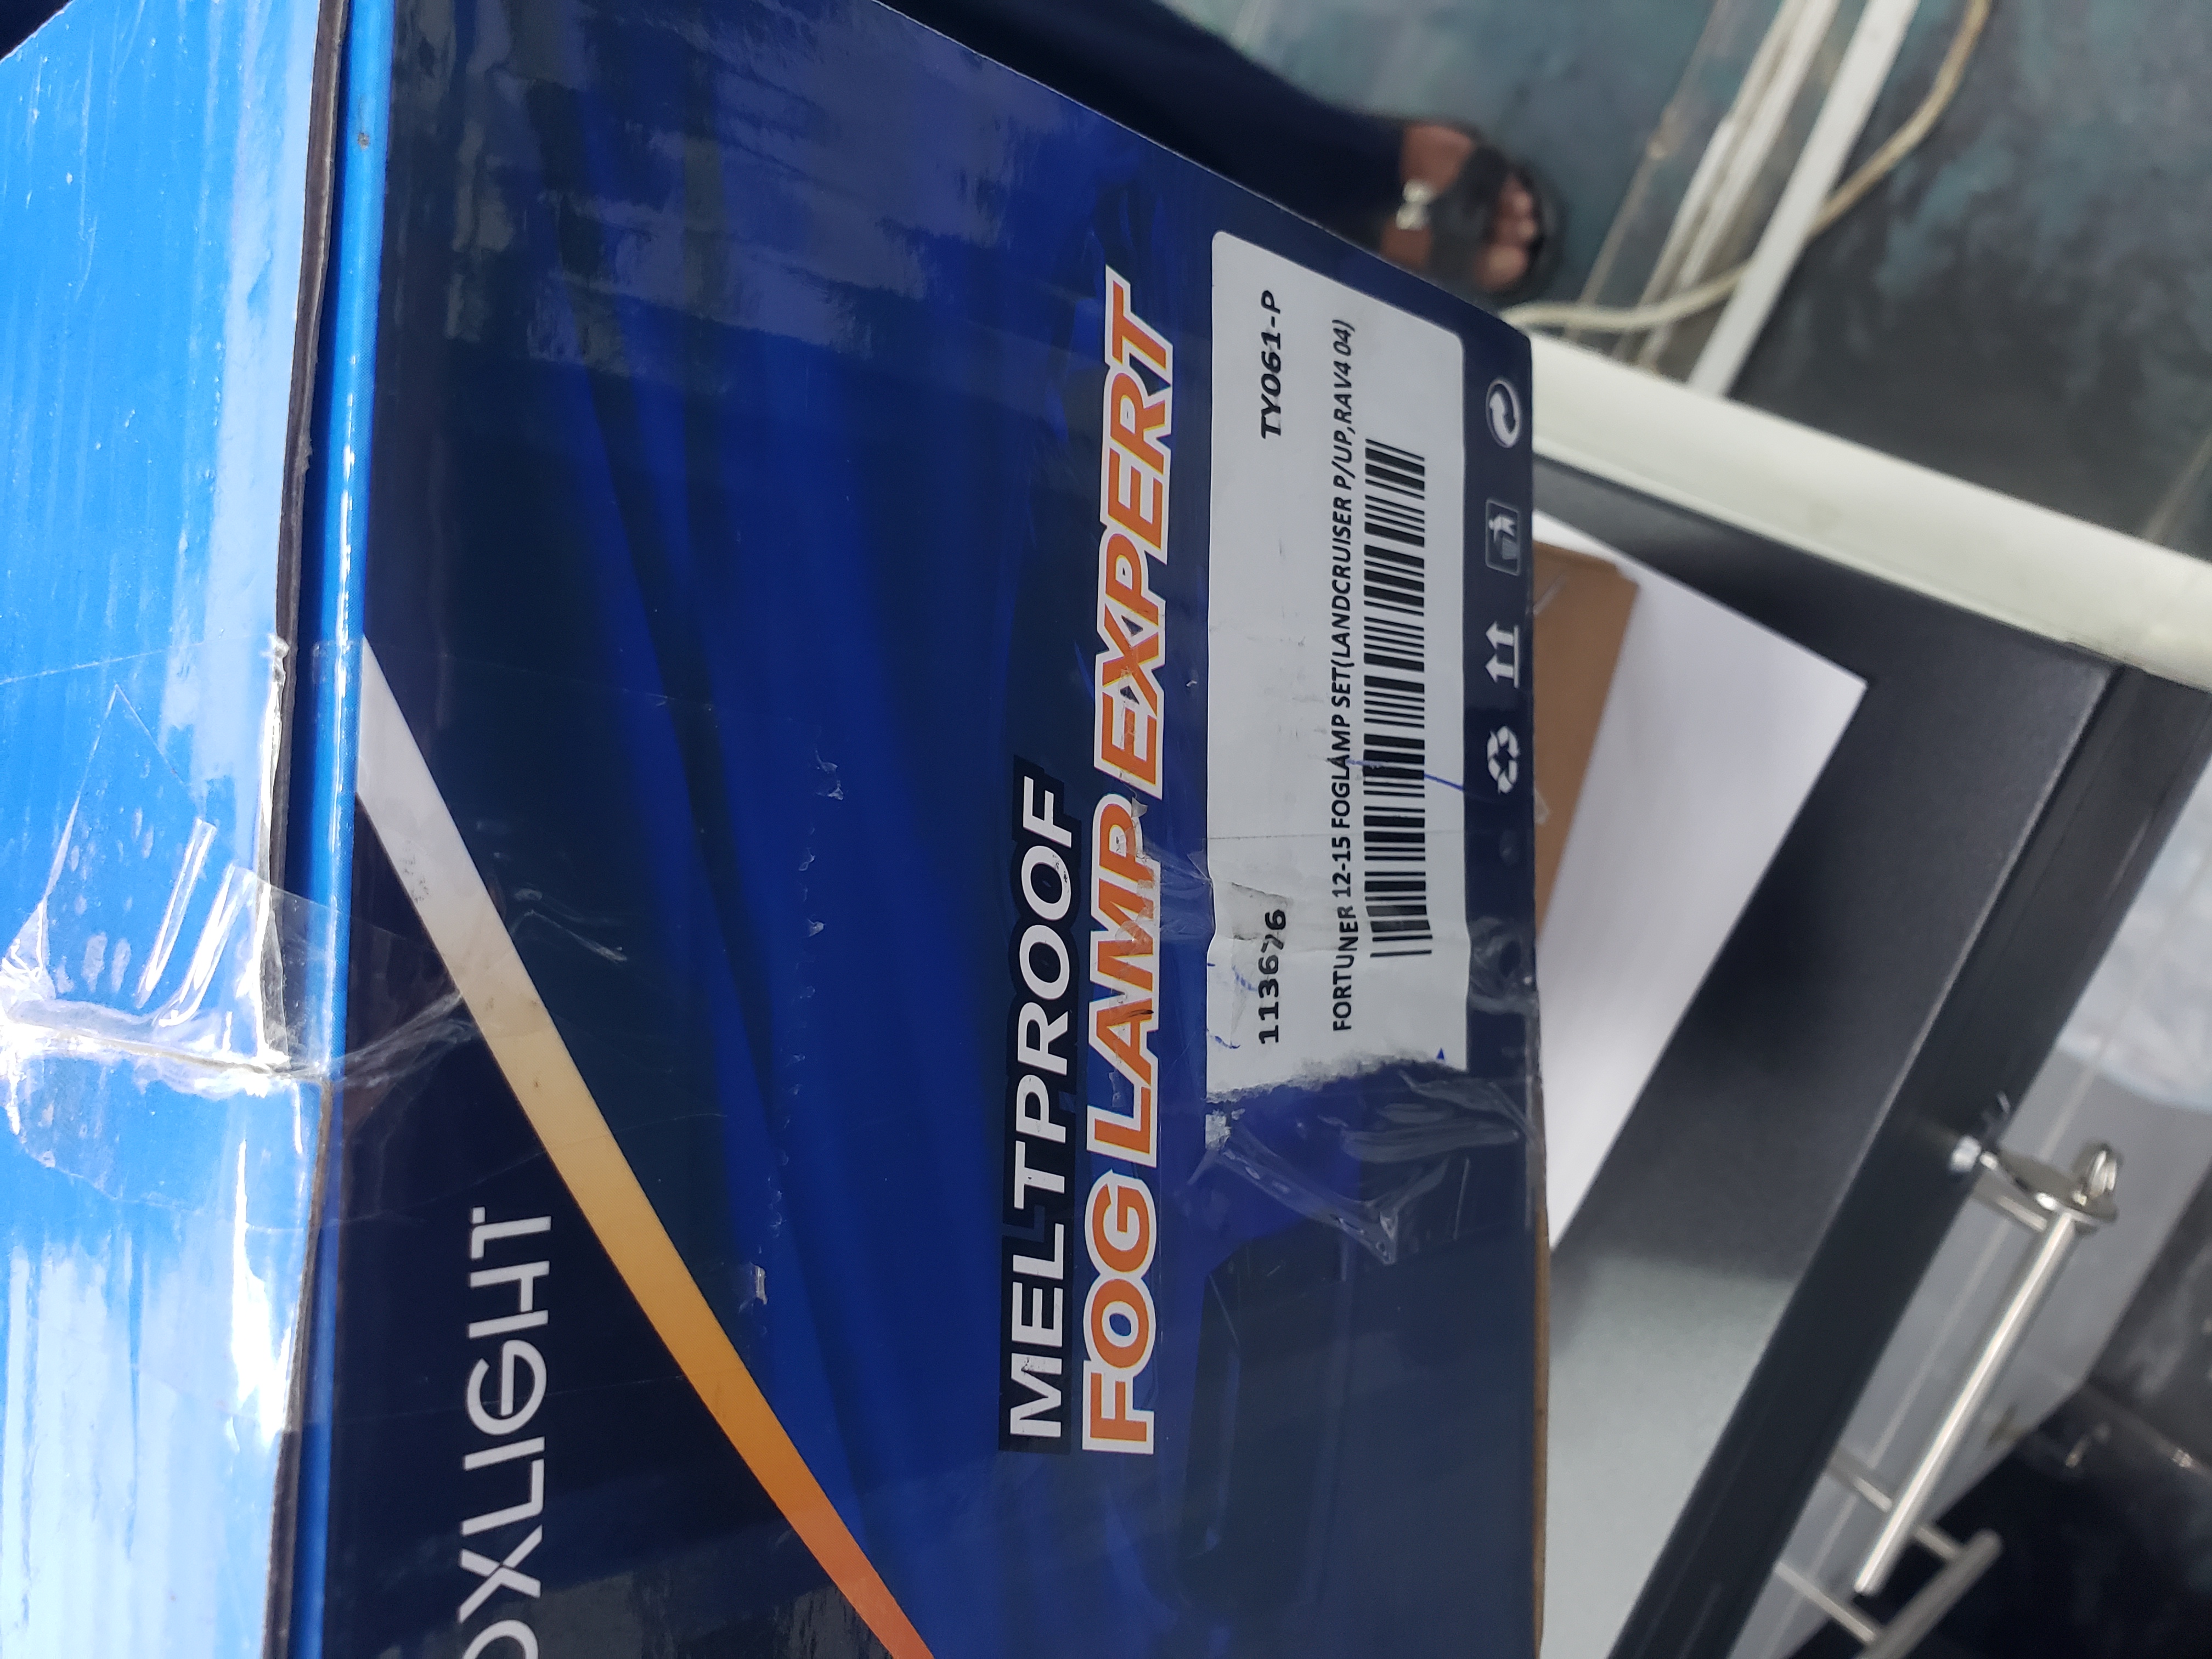 OXLIGHT
MELTPROOF
FOG LAMP EXPERT
113676 TY061-P
FORTUNER 12-15 FOGLAMP SET(LANDCRUISER P/UP,RAV4 04)